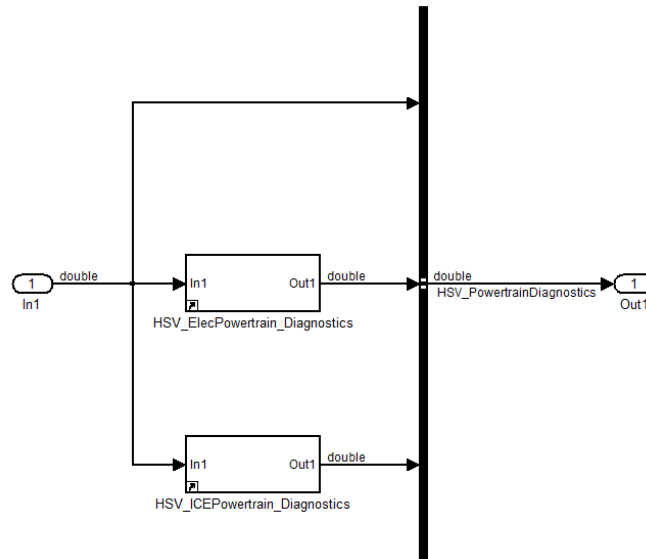 1
double
In1
In1
Out1
double
HSV_ElecPowertrain_Diagnostics
double
HSV_PowertrainDiagnostics
1
Out1
In1
Out1
double
HSV_ICEPowertrain_Diagnostics